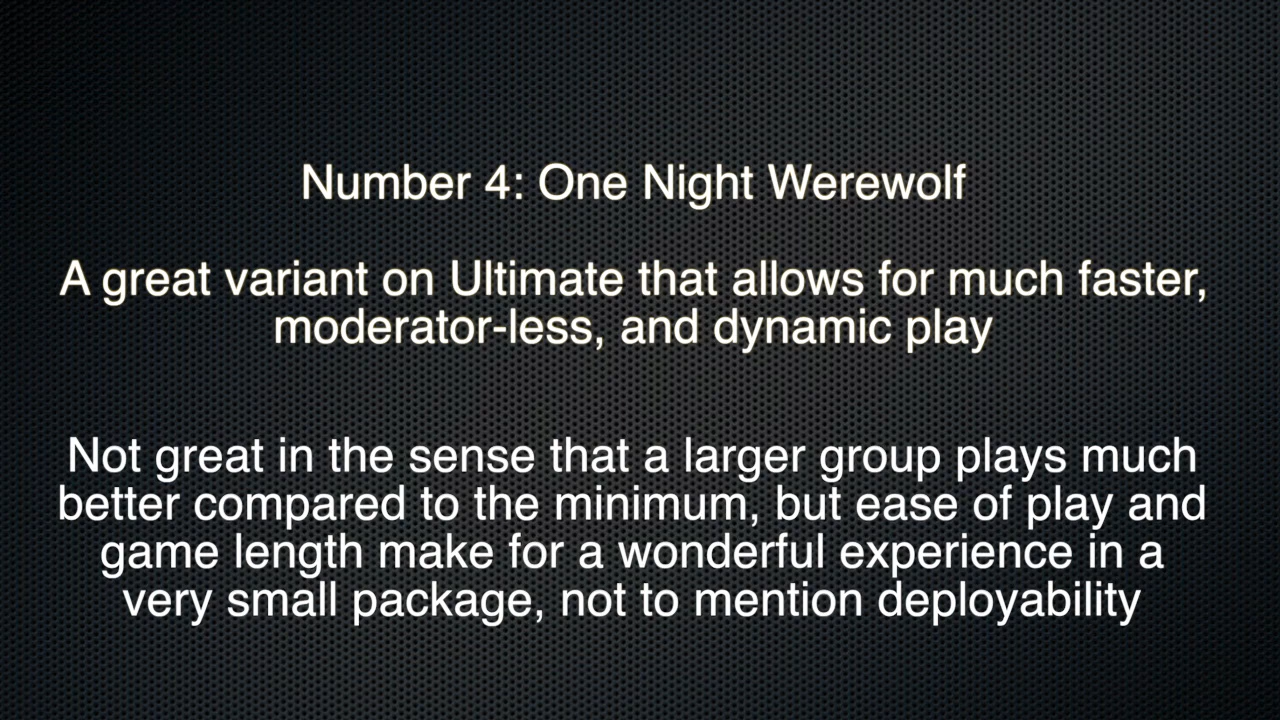 Number 4: One Night Werewolf
A great variant on Ultimate that allows for much faster,
moderator-less, and dynamic play
Not great in the sense that a larger group plays much
better compared to the minimum, but ease of play and
game length make for a wonderful experience in a
very small package, not to mention deployability